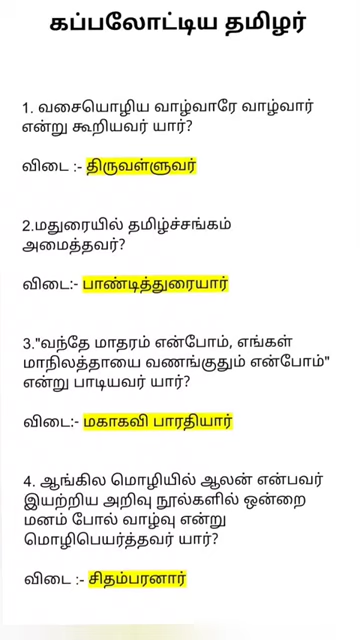 கப்பலோட்டிய தமிழர்
1. வசையொழிய வாழ்வாரே வாழ்வார்
என்று கூறியவர் யார்?
விடை :- திருவள்ளுவர்
2.மதுரையில் தமிழ்ச்சங்கம்
அமைத்தவர்?
விடை:- பாண்டித்துரையார்
3."வந்தே மாதரம் என்போம், எங்கள்
மாநிலத்தாயை வணங்குதும் என்போம்"
என்று பாடியவர் யார்?
விடை:- மகாகவி பாரதியார்
4. ஆங்கில மொழியில் ஆலன் என்பவர்
இயற்றிய அறிவு நூல்களில் ஒன்றை
மனம் போல் வாழ்வு என்று
மொழிபெயர்த்தவர் யார்?
விடை :- சிதம்பரனார்